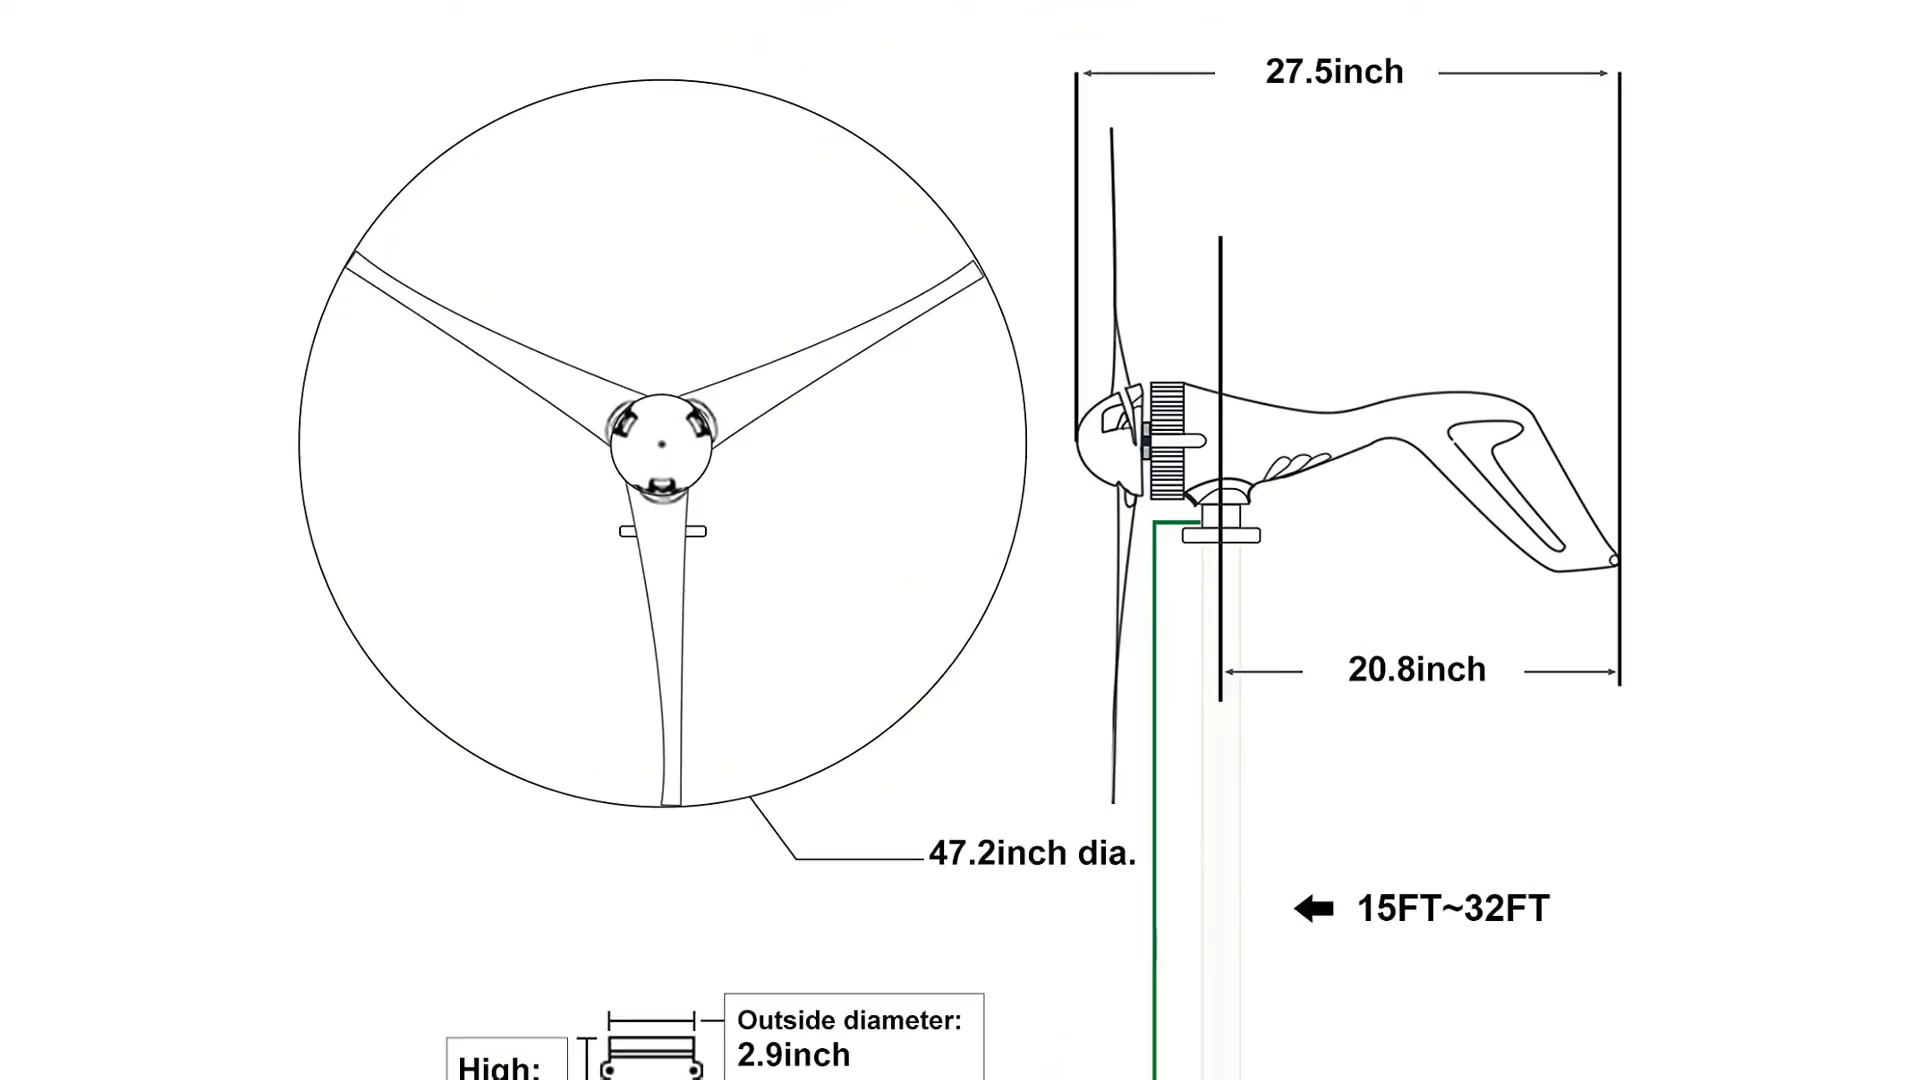 27.5inch
20.8inch
47.2inch dia.
15FT~32FT
Outside diameter:
2.9inch
High: